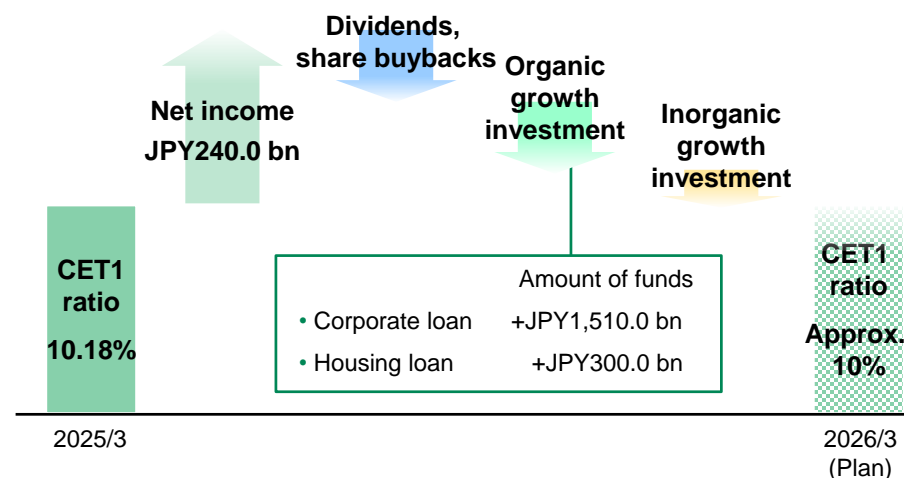 Dividends,
share buybacks
Net income
JPY240.0 bn
Organic
growth
investment
Inorganic
growth
investment
CET1
ratio
10.18%
Amount of funds
• Corporate loan +JPY1,510.0 bn
• Housing loan +JPY300.0 bn
CET1
ratio
Approx.
10%
2025/3
2026/3
(Plan)